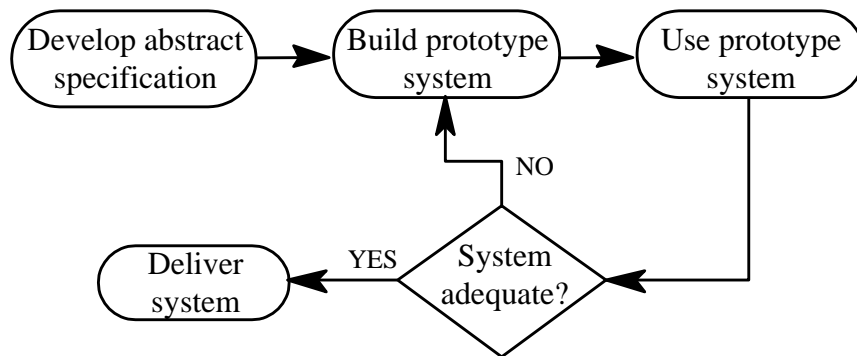 Develop abstract
specification
Build prototype
system
Use prototype
system
NO
YES
System
adequate?
Deliver
system